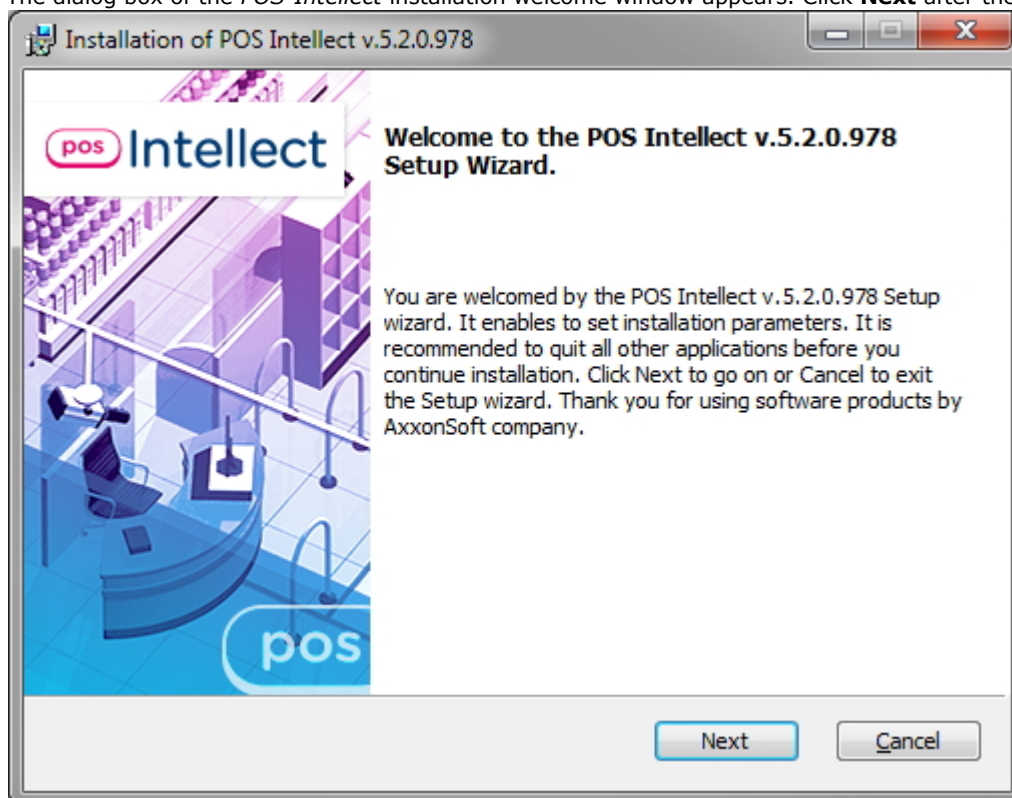 The dialog box of the POS Intellect installation welcome window appears. Click Next after the
Installation of POS Intellect v.5.2.0.978
pos Intellect
Welcome to the POS Intellect v.5.2.0.978
Setup Wizard.
You are welcomed by the POS Intellect v.5.2.0.978 Setup
wizard. It enables to set installation parameters. It is
recommended to quit all other applications before you
continue installation. Click Next to go on or Cancel to exit
the Setup wizard. Thank you for using software products by
AxxonSoft company.
pos
Next
Cancel